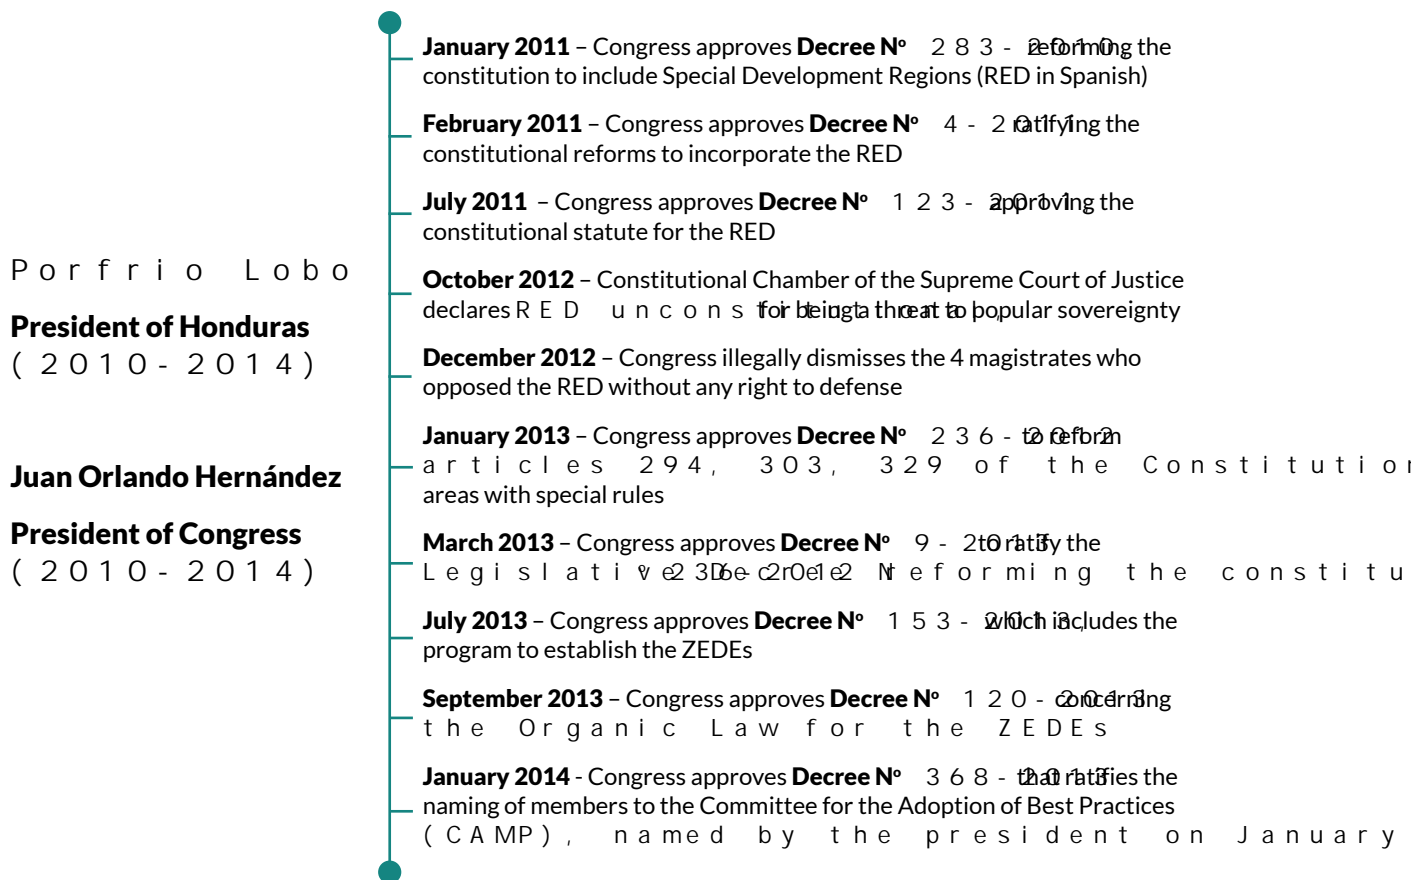 Porfrio Lobo
President of Honduras
(2010-2014)
Juan Orlando Hernández
President of Congress
(2010-2014)
January 2011 – Congress approves Decree Nº 283-2010 reforming the
constitution to include Special Development Regions (RED in Spanish)
February 2011 – Congress approves Decree Nº 4-2011 ratifying the
constitutional reforms to incorporate the RED
July 2011 – Congress approves Decree Nº 123-2011 approving the
constitutional statute for the RED
October 2012 – Constitutional Chamber of the Supreme Court of Justice
declares RED unconstitutional, for being a threat to popular sovereignty
December 2012 – Congress illegally dismisses the 4 magistrates who
opposed the RED without any right to defense
January 2013 – Congress approves Decree Nº 236-2012 to reform
articles 294, 303, 329 of the Constitution
areas with special rules
March 2013 – Congress approves Decree Nº 9-2013 to ratify the
Legislative Decree Nº 236-2012 reforming the constitu
July 2013 – Congress approves Decree Nº 153-2013, which includes the
program to establish the ZEDEs
September 2013 – Congress approves Decree Nº 120-2013 concerning
the Organic Law for the ZEDEs
January 2014 - Congress approves Decree Nº 368-2013 that ratifies the
naming of members to the Committee for the Adoption of Best Practices
(CAMP), named by the president on January